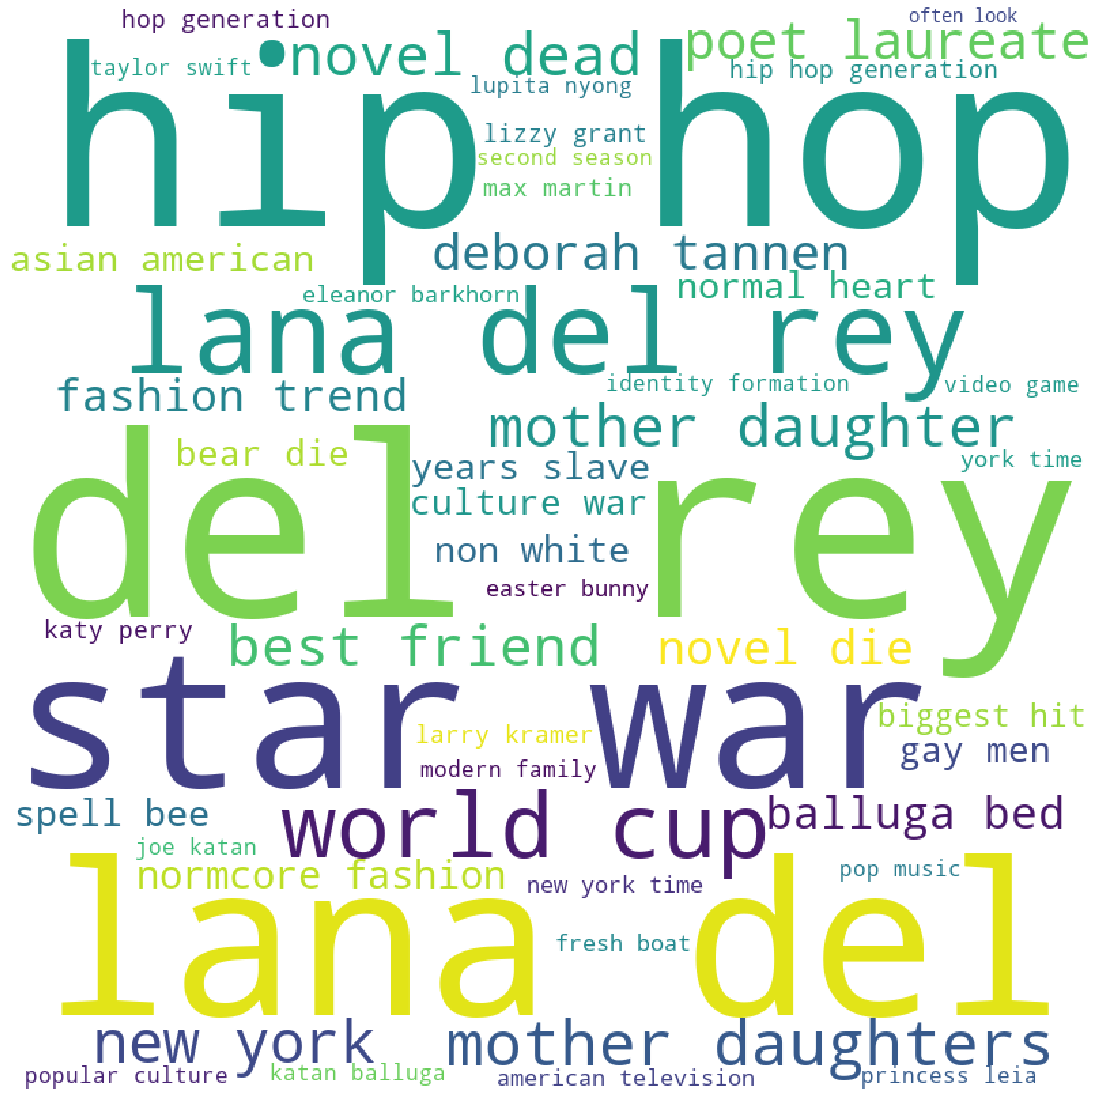 hop generation
often look
novel dead
poet laureate
taylor swift
hip hop generation
lupita nyong
hip hop
lizzy grant
second season
max martin
asian american
deborah tannen
eleanor barkhorn
normal heart
lana del rey
fashion trend
identity formation
video game
mother daughter
bear die
years slave
york time
culture war
del rey
non white
easter bunny
katy perry
best friend
novel die
star war
biggest hit
larry kramer
gay men
modern family
spell bee
world cup
balluga bed
joe katan
normcore fashion
new york time
pop music
lana del
fresh boat
new york
mother daughters
popular culture
katan balluga
american television
princess leia